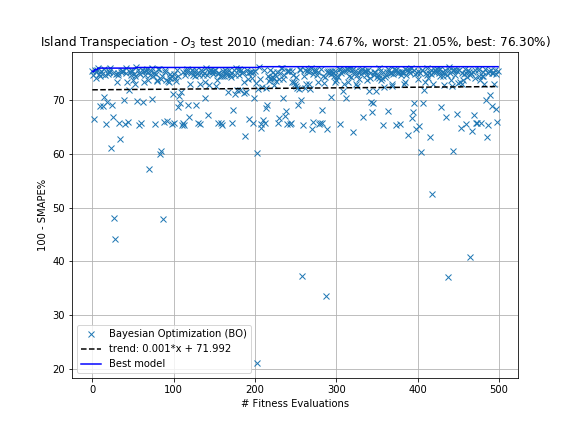 Island Transpeciation - O₃ test 2010 (median: 74.67%, worst: 21.05%, best: 76.30%)
100 - SMAPE%
70
60
50
40
30
20
Bayesian Optimization (BO)
trend: 0.001*x + 71.992
Best model
0 100 200 300 400 500
# Fitness Evaluations